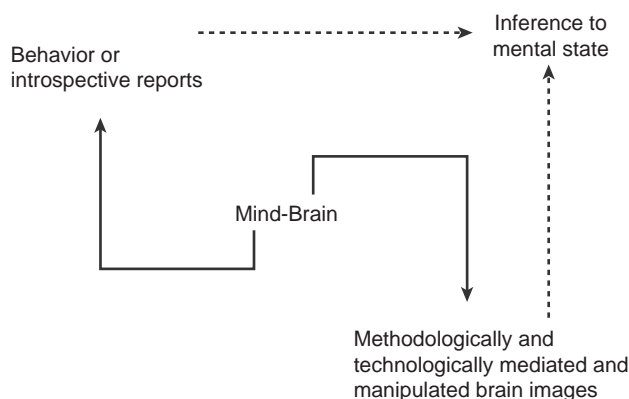 Inference to
mental state
Behavior or
introspective reports
Mind-Brain
Methodologically and
technologically mediated and
manipulated brain images